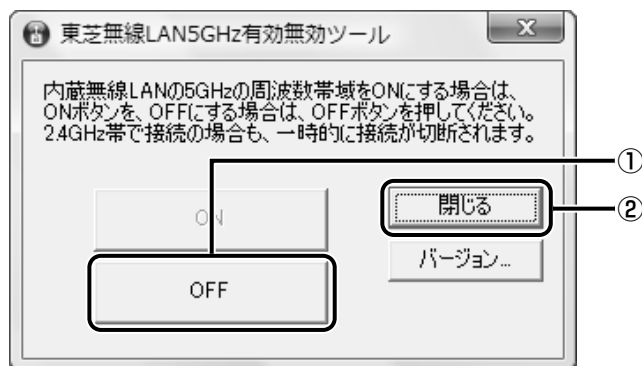 東芝無線LAN5GHz有効無効ツール
X
内蔵無線LANの5GHzの周波数帯域をONにする場合は、
ONボタンを、OFFにする場合は、OFFボタンを押してください。
2.4GHz帯で接続の場合も、一時的に接続が切断されます。
①
ON
閉じる
②
バージョン...
OFF